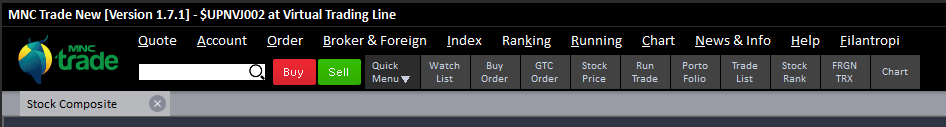 MNC Trade New [Version 1.7.1] - $UPNVJ002 at Virtual Trading Line
MNC
trade
Quote Account Order Broker & Foreign Index Ranking Running Chart News & Info Help Filantropi
Buy Sell Quick Menu▼ Watch List Buy Order GTC Order Stock Price Run Trade Porto Folio Trade List Stock Rank FRGN TRX Chart
Stock Composite